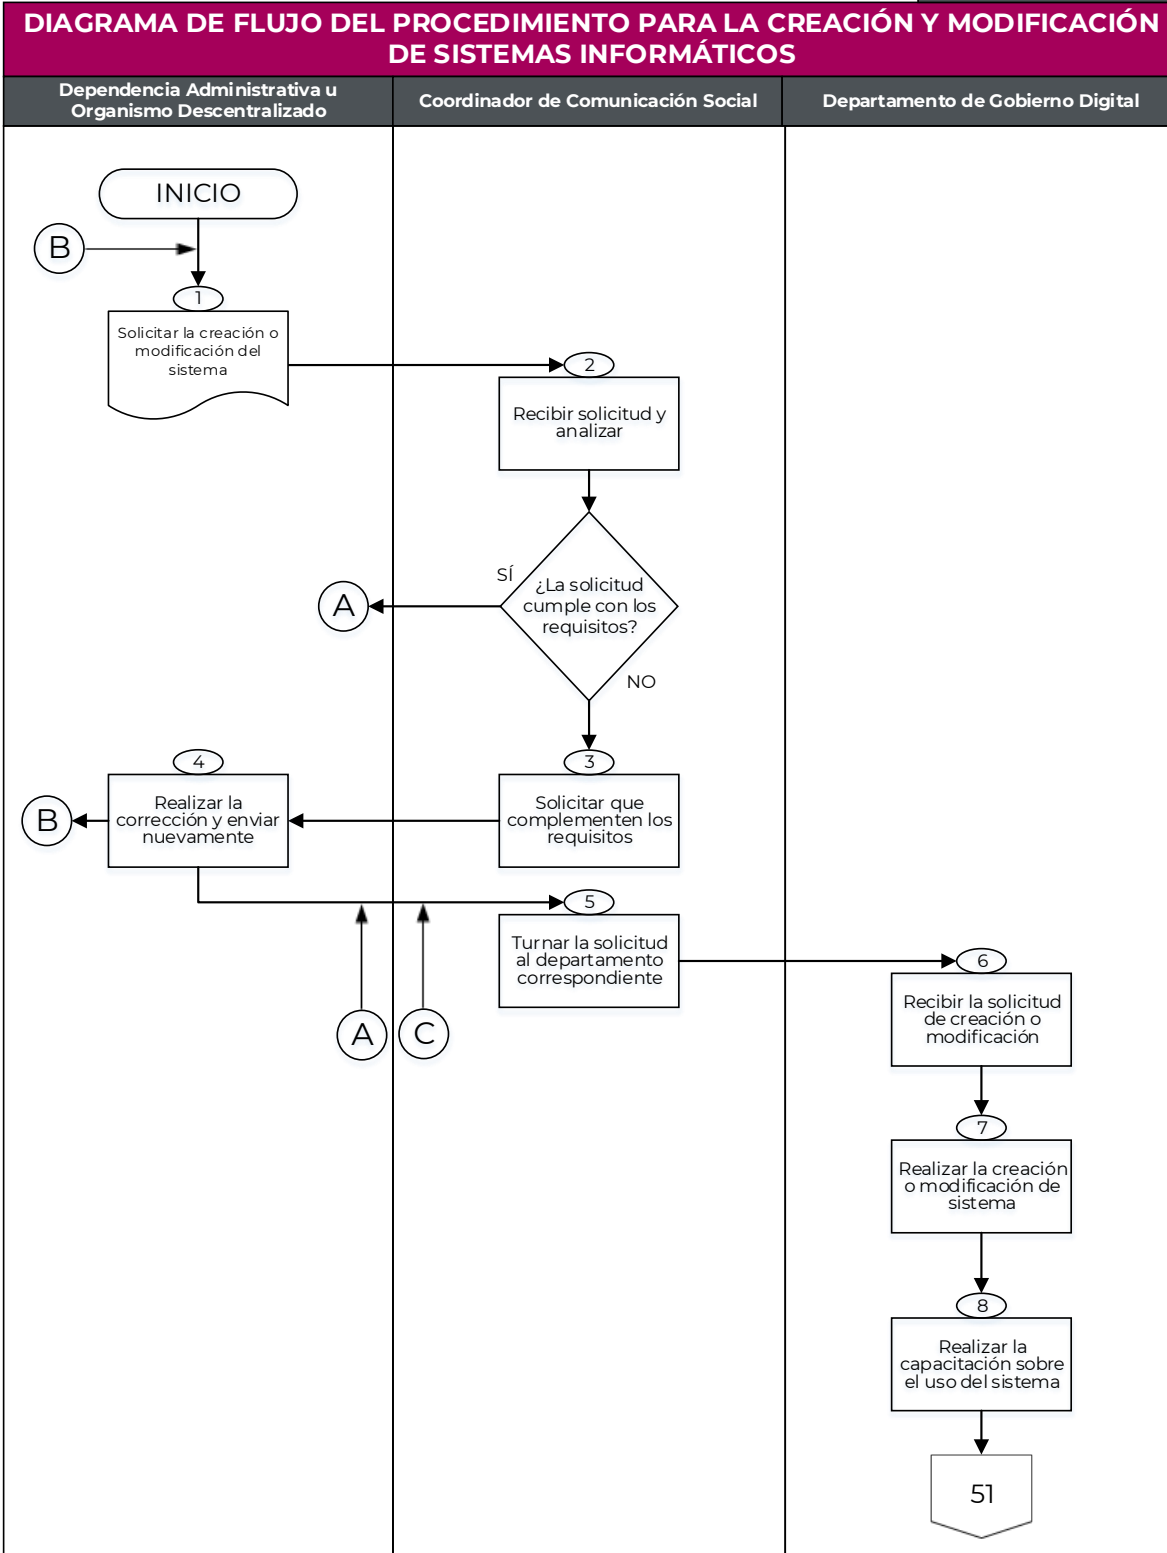 DIAGRAMA DE FLUJO DEL PROCEDIMIENTO PARA LA CREACIÓN Y MODIFICACIÓN
DE SISTEMAS INFORMÁTICOS
Dependencia Administrativa u
Organismo Descentralizado
Coordinador de Comunicación Social
Departamento de Gobierno Digital
INICIO
B
1
Solicitar la creación o
modificación del
sistema
2
Recibir solicitud y
analizar
SÍ
¿La solicitud
cumple con los
requisitos?
A
NO
3
Solicitar que
complementen los
requisitos
4
Realizar la
corrección y enviar
nuevamente
B
5
Turnar la solicitud
al departamento
correspondiente
A
C
6
Recibir la solicitud
de creación o
modificación
7
Realizar la creación
o modificación de
sistema
8
Realizar la
capacitación sobre
el uso del sistema
51